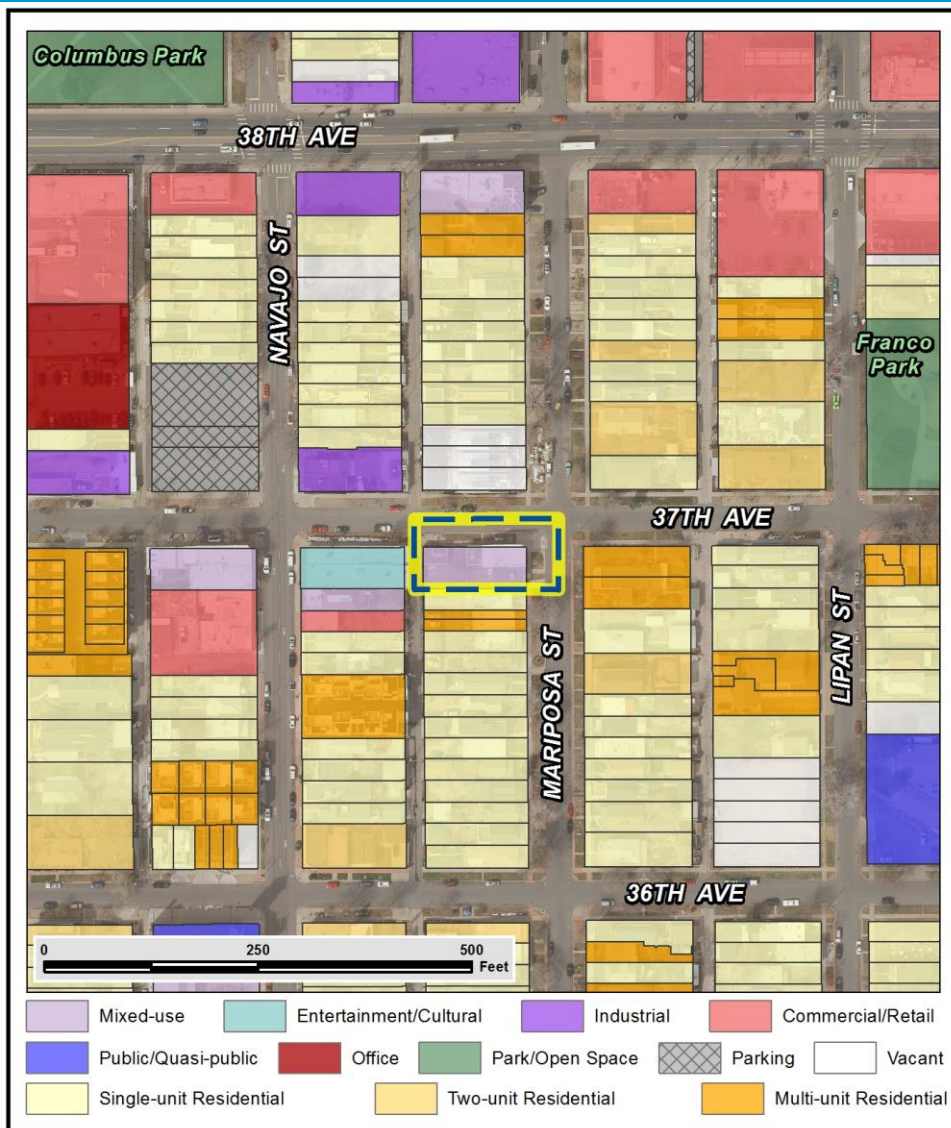 Columbus Park
38TH AVE
NAVAJO ST
Franco
Park
37TH AVE
MARIPOSA ST
LIPAN ST
36TH AVE
0 250 500
Feet
Mixed-use Entertainment/Cultural Industrial Commercial/Retail
Public/Quasi-public Office Park/Open Space Parking Vacant
Single-unit Residential Two-unit Residential Multi-unit Residential